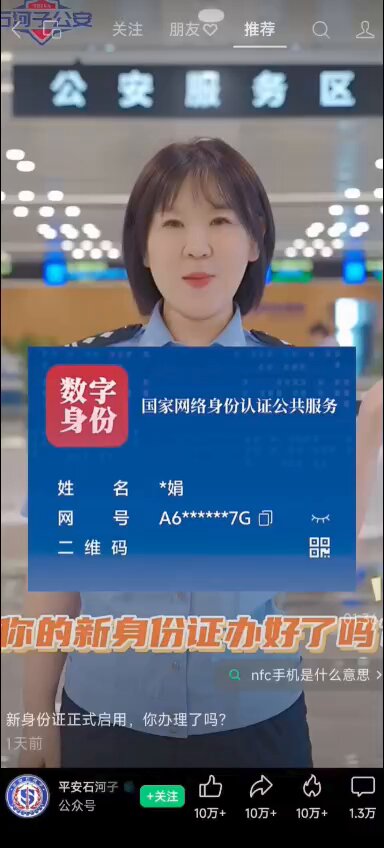 石河子公安
关注
朋友
推荐
公安服务区
数字
身份
国家网络身份认证公共服务
姓名 *娟
网号 A6******7G
二维码
你的新身份证办好了吗
nfc手机是什么意思
新身份证正式启用，你办理了吗？
1天前
平安石河子
公众号
+关注
10万+
10万+
10万+
1.3万